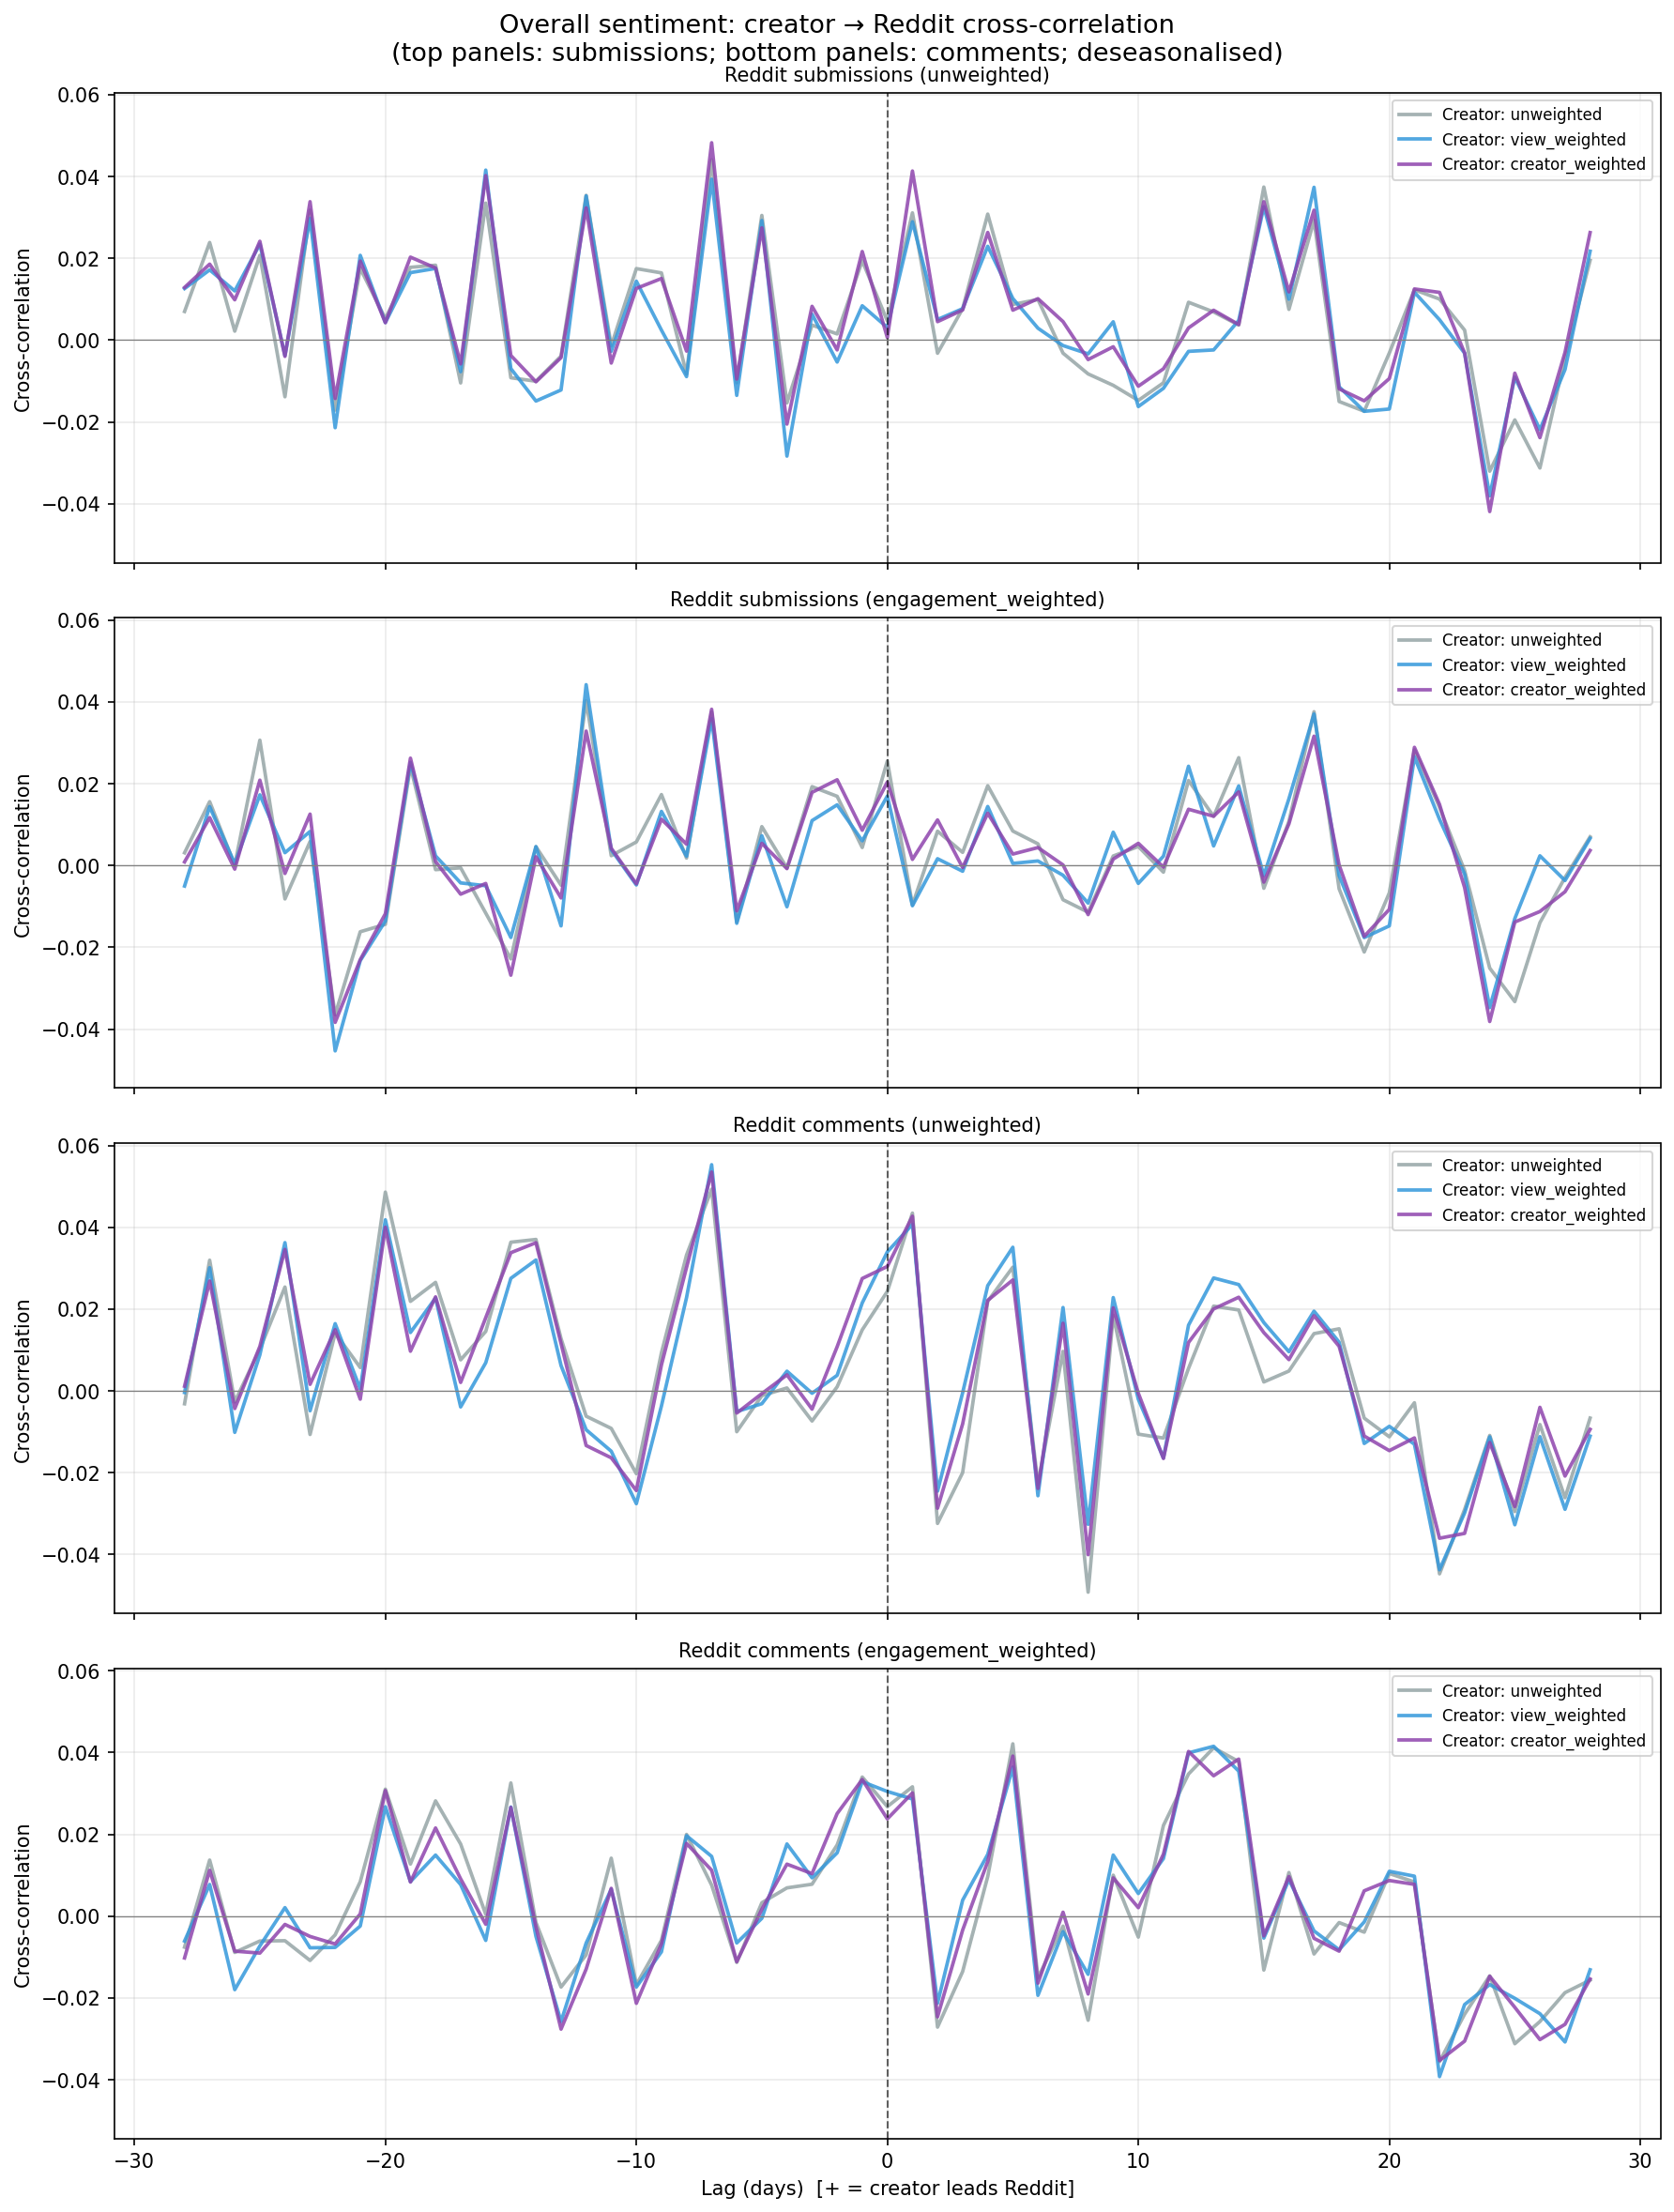 Overall sentiment: creator → Reddit cross-correlation
(top panels: submissions; bottom panels: comments; deseasonalised)
Reddit submissions (unweighted)
0.06
0.04
0.02
0.00
−0.02
−0.04
Cross-correlation
Creator: unweighted
Creator: view_weighted
Creator: creator_weighted
Reddit submissions (engagement_weighted)
0.06
0.04
0.02
0.00
−0.02
−0.04
Cross-correlation
Creator: unweighted
Creator: view_weighted
Creator: creator_weighted
Reddit comments (unweighted)
0.06
0.04
0.02
0.00
−0.02
−0.04
Cross-correlation
Creator: unweighted
Creator: view_weighted
Creator: creator_weighted
Reddit comments (engagement_weighted)
0.06
0.04
0.02
0.00
−0.02
−0.04
Cross-correlation
Creator: unweighted
Creator: view_weighted
Creator: creator_weighted
−30 −20 −10 0 10 20 30
Lag (days)  [+ = creator leads Reddit]